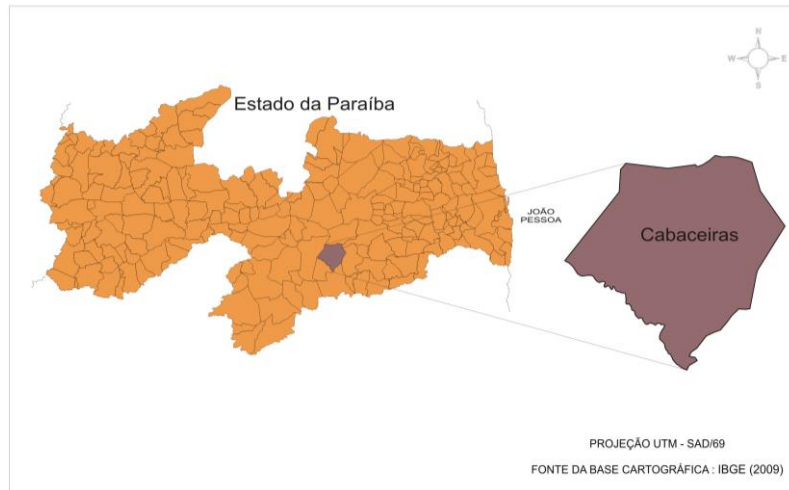 N
W E
S
Estado da Paraíba
JOÃO
PESSOA
Cabaceiras
PROJEÇÃO UTM - SAD/69
FONTE DA BASE CARTOGRÁFICA : IBGE (2009)